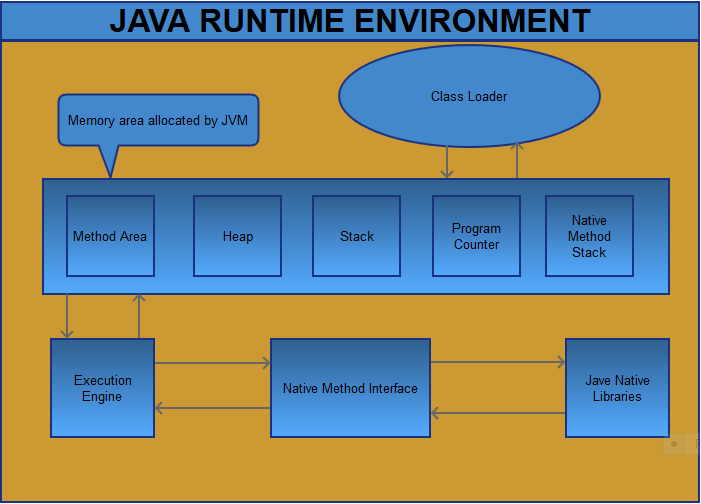 JAVA RUNTIME ENVIRONMENT
Class Loader
Memory area allocated by JVM
Method Area
Heap
Stack
Program
Counter
Native
Method
Stack
Execution
Engine
Native Method Interface
Jave Native
Libraries